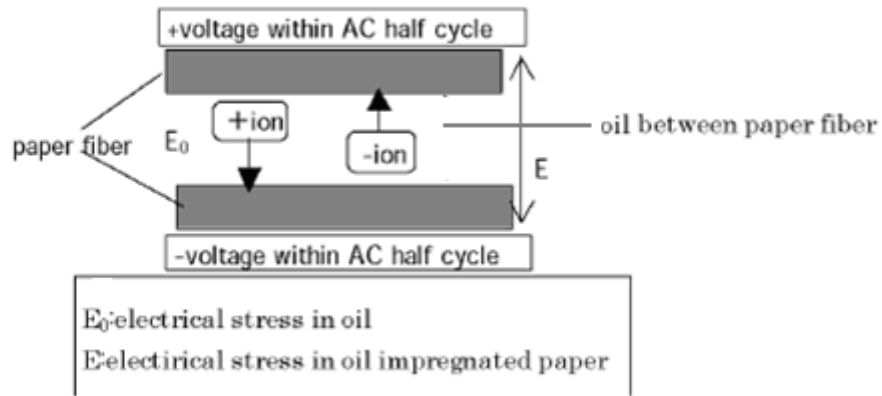 +voltage within AC half cycle
+ion
oil between paper fiber
paper fiber
E₀
-ion
E
-voltage within AC half cycle
E₀:electrical stress in oil
E:electirical stress in oil impregnated paper